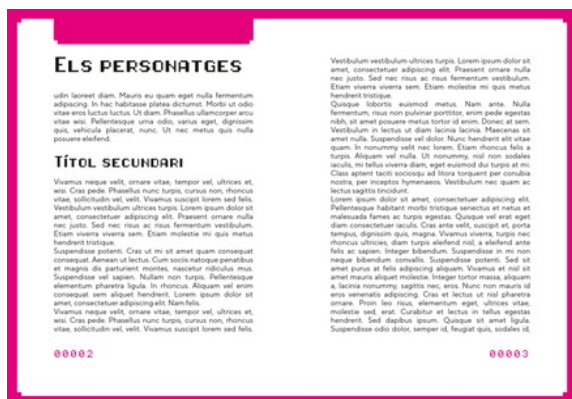 Els personatges
udin laoreet diam. Mauris eu quam eget nulla fermentum
adipiscing. In hac habitasse platea dictumst. Morbi ut odio
vitae eros luctus luctus. Ut diam. Phasellus ullamcorper arcu
vitae wisi. Pellentesque urna odio, varius eget, dignissim
quis, vehicula placerat, nunc. Ut nec metus quis nulla
posuere eleifend.
Títol secundari
Vivamus neque velit, ornare vitae, tempor vel, ultrices et,
wisi. Cras pede. Phasellus nunc turpis, cursus non, rhoncus
vitae, sollicitudin vel, velit. Vivamus suscipit lorem sed felis.
Vestibulum vestibulum ultrices turpis. Lorem ipsum dolor sit
amet, consectetuer adipiscing elit. Praesent ornare nulla
nec justo. Sed nec risus ac risus fermentum vestibulum.
Etiam viverra viverra sem. Etiam molestie mi quis metus
hendrerit tristique.
Suspendisse potenti. Cras ut mi sit amet quam consequat
consequat. Aenean ut lectus. Cum sociis natoque penatibus
et magnis dis parturient montes, nascetur ridiculus mus.
Suspendisse vel sapien. Nullam non turpis. Pellentesque
elementum pharetra ligula. In rhoncus. Aliquam vel enim
consequat sem aliquet hendrerit. Lorem ipsum dolor sit
amet, consectetuer adipiscing elit. Nam felis.
Vivamus neque velit, ornare vitae, tempor vel, ultrices et,
wisi. Cras pede. Phasellus nunc turpis, cursus non, rhoncus
vitae, sollicitudin vel, velit. Vivamus suscipit lorem sed felis.
00002
Vestibulum vestibulum ultrices turpis. Lorem ipsum dolor sit
amet, consectetuer adipiscing elit. Praesent ornare nulla
nec justo. Sed nec risus ac risus fermentum vestibulum.
Etiam viverra viverra sem. Etiam molestie mi quis metus
hendrerit tristique.
Quisque lobortis euismod metus. Nam ante. Nulla
fermentum, risus non pulvinar porttitor, enim pede egestas
nibh, sit amet posuere metus tortor id enim. Donec at sem.
Vestibulum in lectus ut diam lacinia lacinia. Maecenas sit
amet nulla. Suspendisse vel dolor. Nunc hendrerit elit vitae
quam. In nonummy velit nec lorem. Etiam rhoncus felis a
turpis. Aliquam vel nulla. Ut nonummy, nisl non sodales
iaculis, mi tellus viverra diam, eget euismod dui turpis at mi.
Class aptent taciti sociosqu ad litora torquent per conubia
nostra, per inceptos hymenaeos. Vestibulum nec quam ac
lectus sagittis tincidunt.
Lorem ipsum dolor sit amet, consectetuer adipiscing elit.
Pellentesque habitant morbi tristique senectus et netus et
malesuada fames ac turpis egestas. Quisque vel erat eget
diam consectetuer iaculis. Cras ante velit, suscipit et, porta
tempus, dignissim quis, magna. Vivamus viverra, turpis nec
rhoncus ultricies, diam turpis eleifend nisl, a eleifend ante
felis ac sapien. Integer bibendum. Suspendisse in mi non
neque bibendum convallis. Suspendisse potenti. Sed sit
amet purus at felis adipiscing aliquam. Vivamus et nisl sit
amet mauris aliquet molestie. Integer tortor massa, aliquam
a, lacinia nonummy, sagittis nec, eros. Nunc non mauris id
eros venenatis adipiscing. Cras et lectus ut nisl pharetra
ornare. Proin leo risus, elementum eget, ultrices vitae,
molestie sed, erat. Curabitur et lectus in tellus egestas
hendrerit. Sed dapibus ipsum. Quisque sit amet ligula.
Suspendisse odio dolor, semper id, feugiat quis, sodales id,
00003